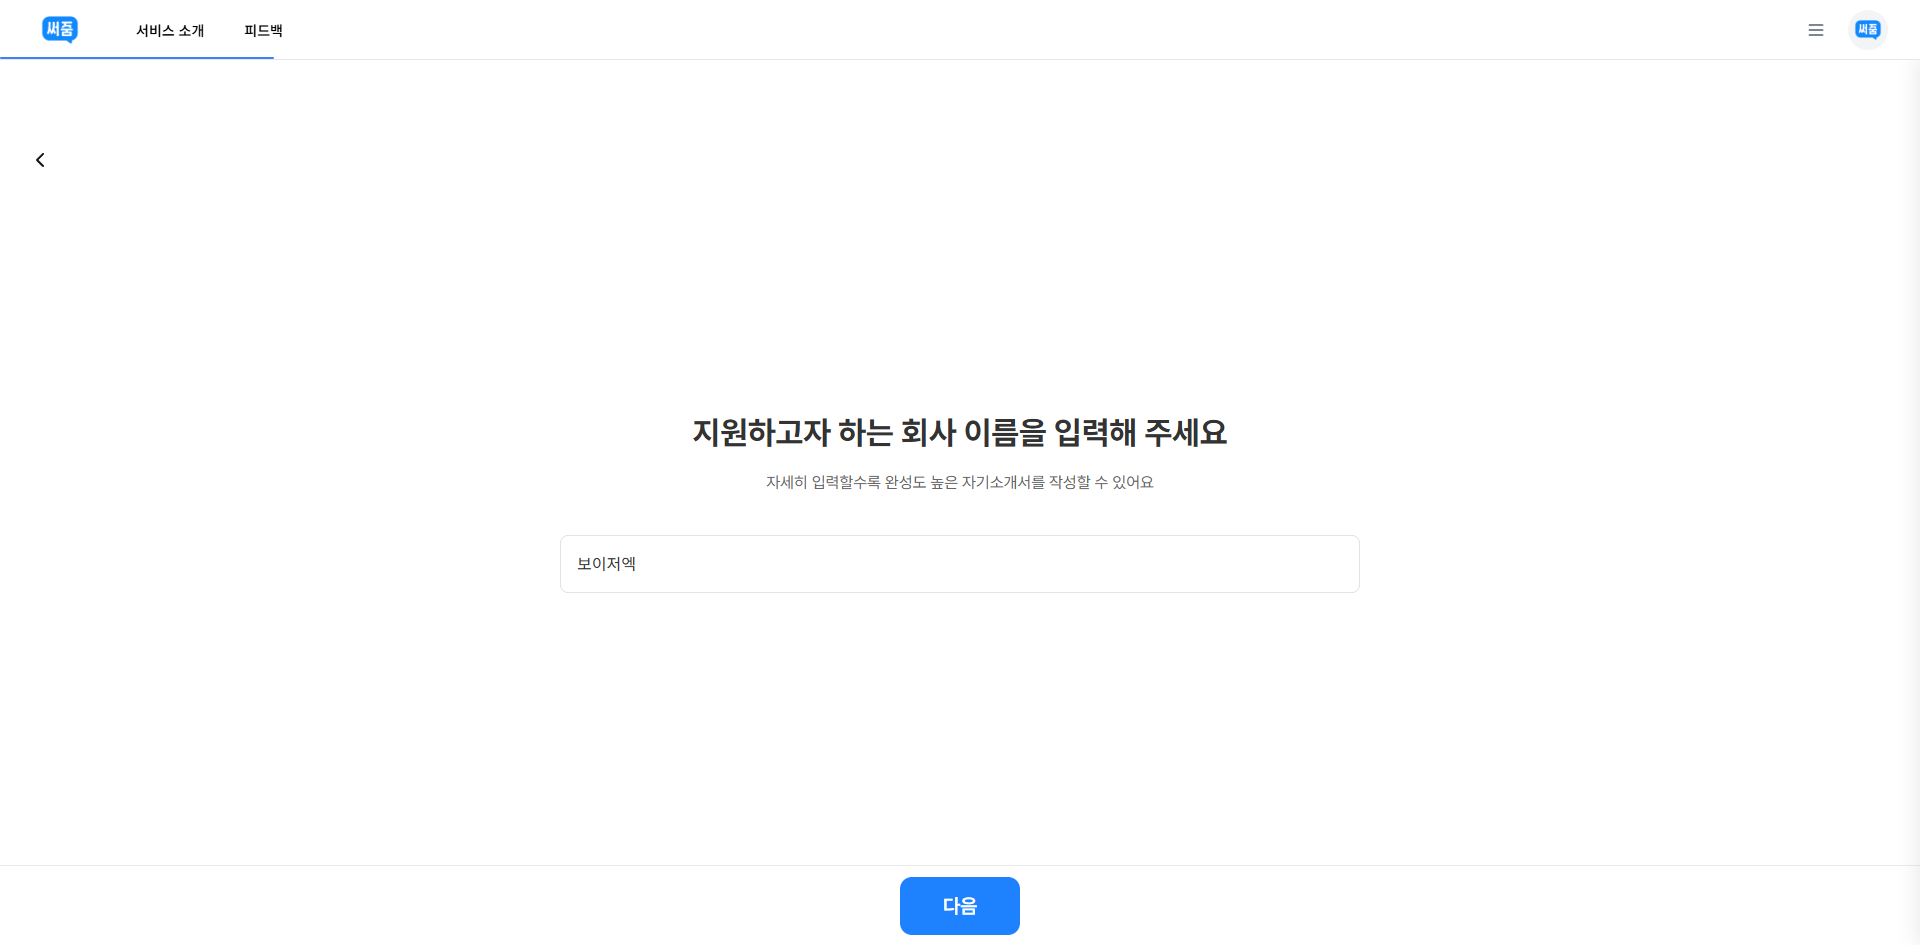 써줌
서비스 소개
피드백
써줌
지원하고자 하는 회사 이름을 입력해 주세요
자세히 입력할수록 완성도 높은 자기소개서를 작성할 수 있어요
보이저엑
다음